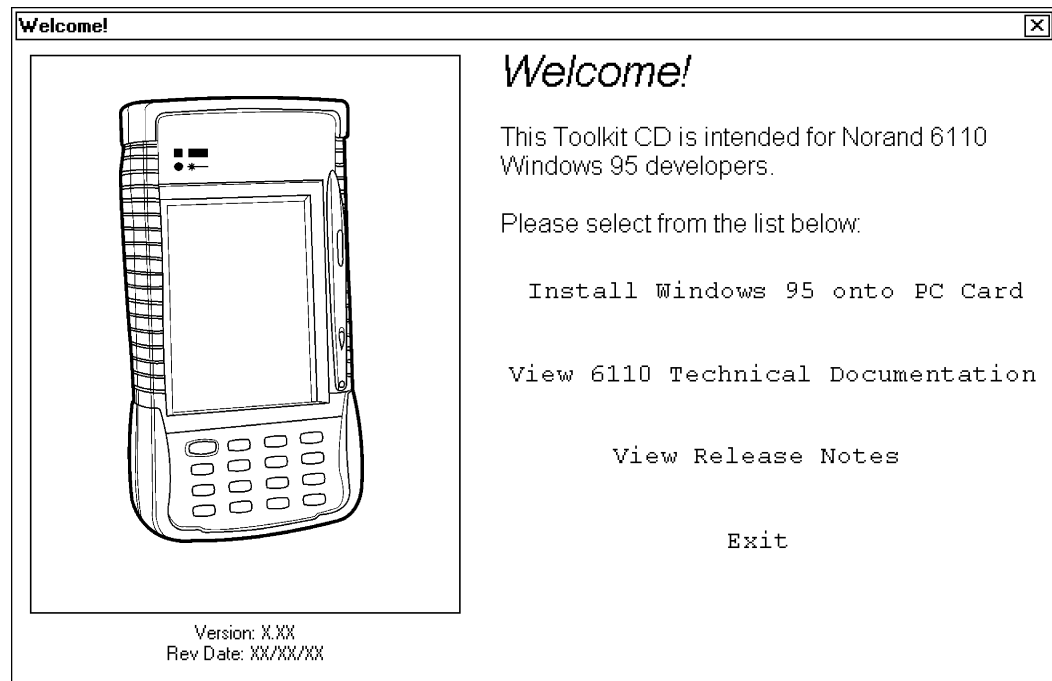 Welcome!
Welcome!
This Toolkit CD is intended for Norand 6110
Windows 95 developers.
Please select from the list below:
Install Windows 95 onto PC Card
View 6110 Technical Documentation
View Release Notes
Exit
Version: X.XX
Rev Date: XX/XX/XX